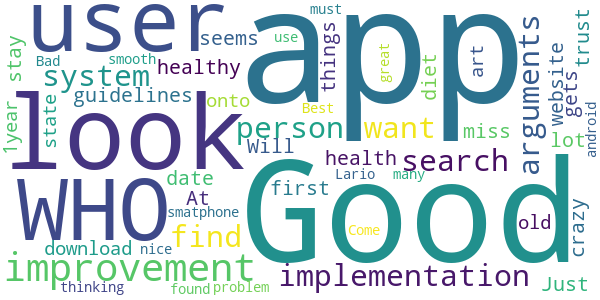 user
app
look
Good
WHO
stay
Bad
smooth
seems
use
must
things
great
art
arguments
website
gets
trust
android
system
healthy
guidelines
onto
diet
1year
state
person
want
Best
miss
lot
Will
health
search
date
At
first
Lario
many
old
crazy
smatphone
find
Come
download
nice
improvement
implementation
thinking
found
problem
Just